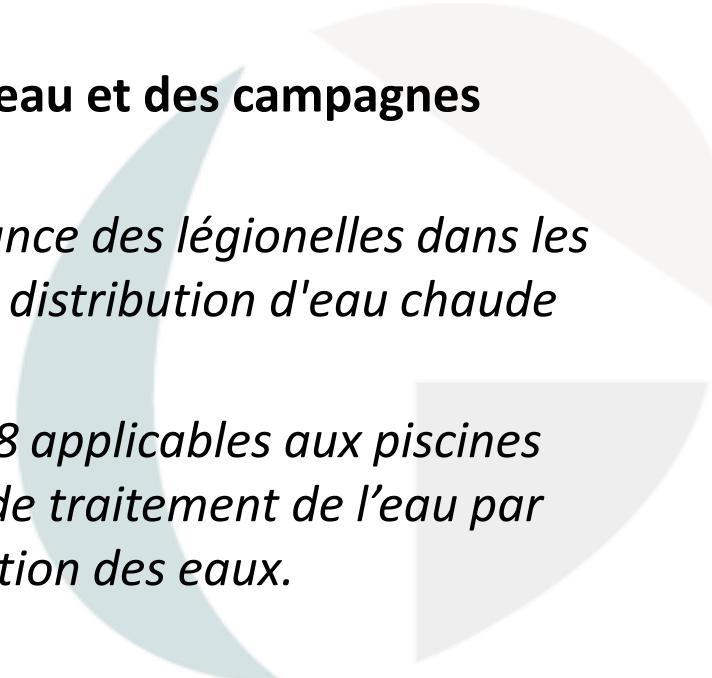 eau et des campagnes
ance des légionelles dans les
distribution d'eau chaude
8 applicables aux piscines
de traitement de l’eau par
tion des eaux.